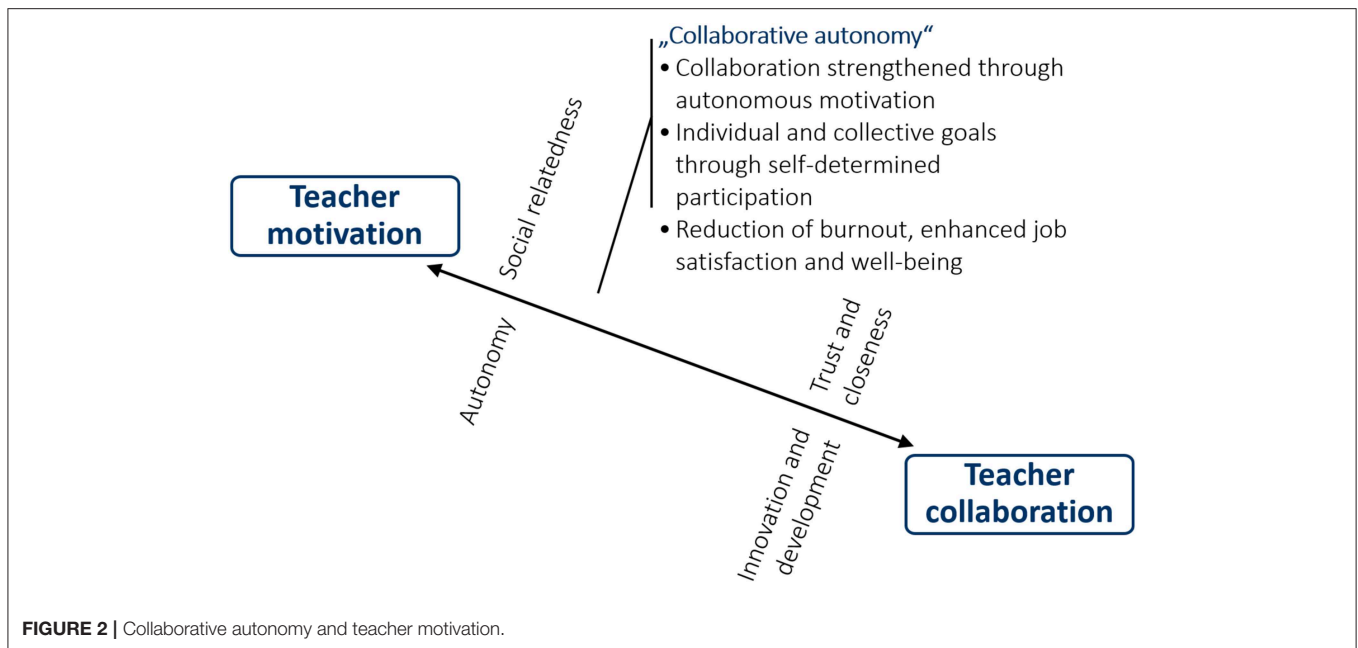 „Collaborative autonomy“
• Collaboration strengthened through
autonomous motivation
• Individual and collective goals
through self-determined
participation
• Reduction of burnout, enhanced job
satisfaction and well-being
Teacher
motivation
Social relatedness
Autonomy
Trust and
closeness
Innovation and
development
Teacher
collaboration
FIGURE 2 | Collaborative autonomy and teacher motivation.